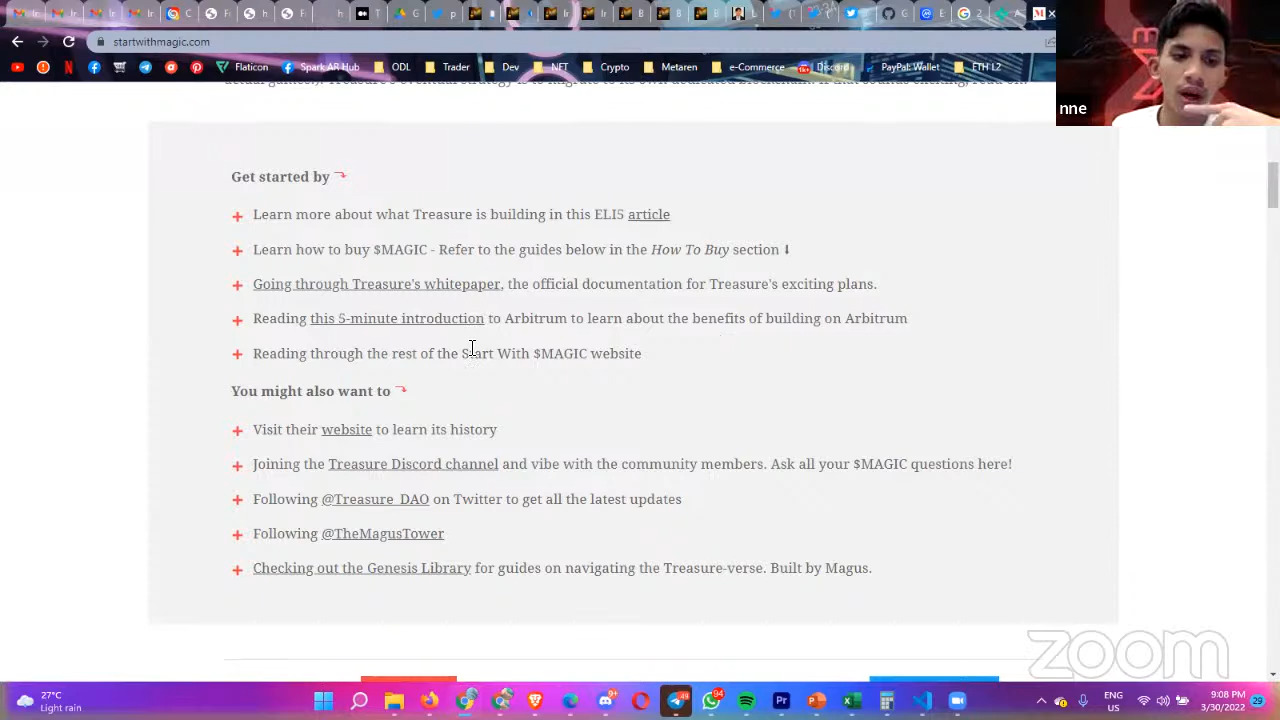 startwithmagic.com
Flaticon
Spark AR Hub
ODL
Trader
Dev
NFT
Crypto
Metaren
e-Commerce
Discord
PayPal: Wallet
ETH L2
nne
Get started by
Learn more about what Treasure is building in this ELI5 article
Learn how to buy $MAGIC - Refer to the guides below in the How To Buy section
Going through Treasure's whitepaper, the official documentation for Treasure's exciting plans.
Reading this 5-minute introduction to Arbitrum to learn about the benefits of building on Arbitrum
Reading through the rest of the Start With $MAGIC website
You might also want to
Visit their website to learn its history
Joining the Treasure Discord channel and vibe with the community members. Ask all your $MAGIC questions here!
Following @Treasure_DAO on Twitter to get all the latest updates
Following @TheMagusTower
Checking out the Genesis Library for guides on navigating the Treasure-verse. Built by Magus.
zoom
27°C
Light rain
ENG
US
9:08 PM
3/30/2022